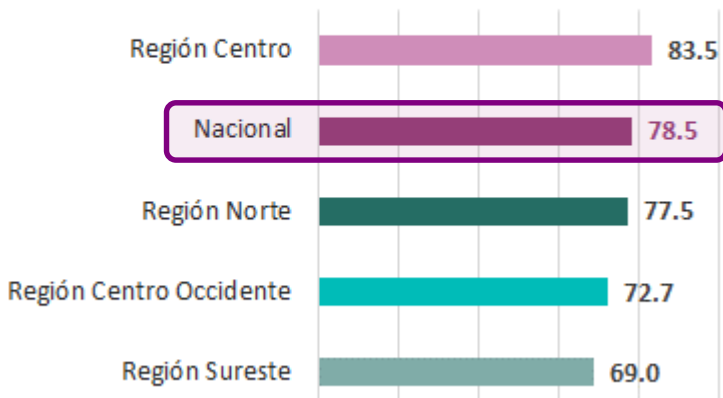 Región Centro 83.5
Nacional 78.5
Región Norte 77.5
Región Centro Occidente 72.7
Región Sureste 69.0